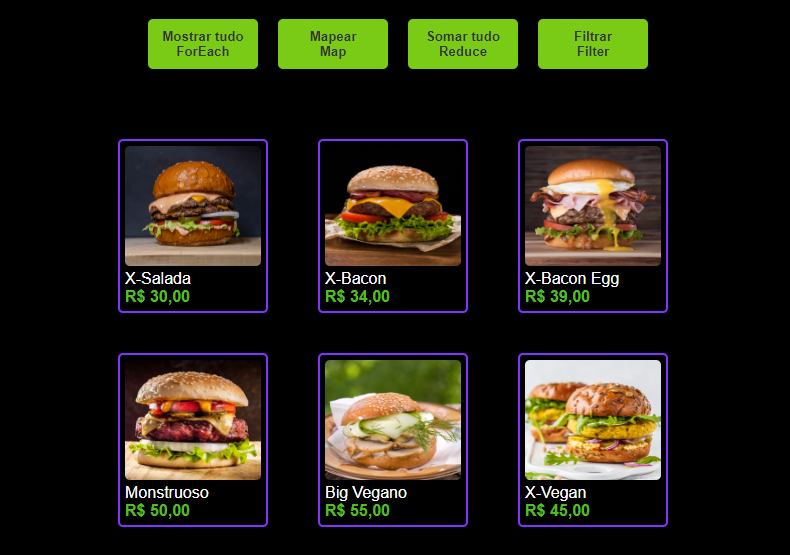 Mostrar tudo
ForEach
Mapear
Map
Somar tudo
Reduce
Filtrar
Filter
X-Salada
R$ 30,00
X-Bacon
R$ 34,00
X-Bacon Egg
R$ 39,00
Monstruoso
R$ 50,00
Big Vegano
R$ 55,00
X-Vegan
R$ 45,00